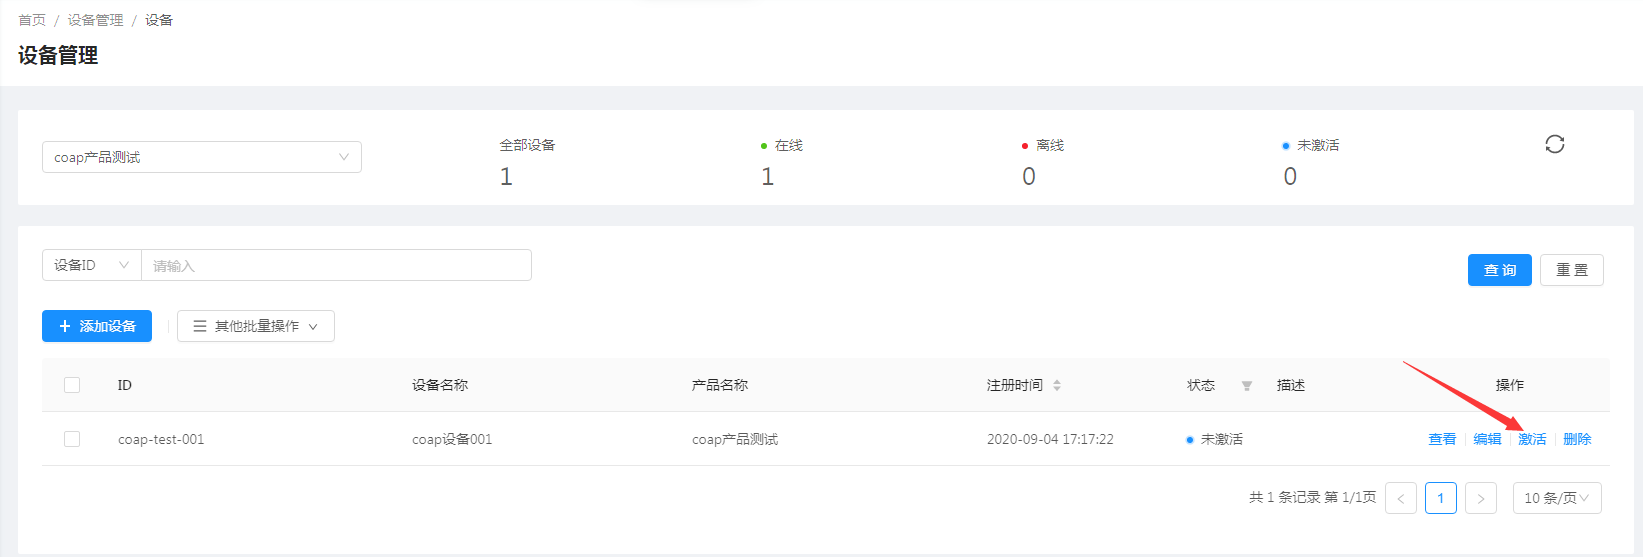 首页 / 设备管理 / 设备
设备管理
coap产品测试
全部设备 在线 离线 未激活
1 1 0 0
设备ID 请输入 查 询 重 置
+ 添加设备 其他批量操作
ID 设备名称 产品名称 注册时间 状态 描述 操作
coap-test-001 coap设备001 coap产品测试 2020-09-04 17:17:22 未激活 查看 编辑 激活 删除
共 1 条记录 第 1/1页 < 1 > 10 条/页